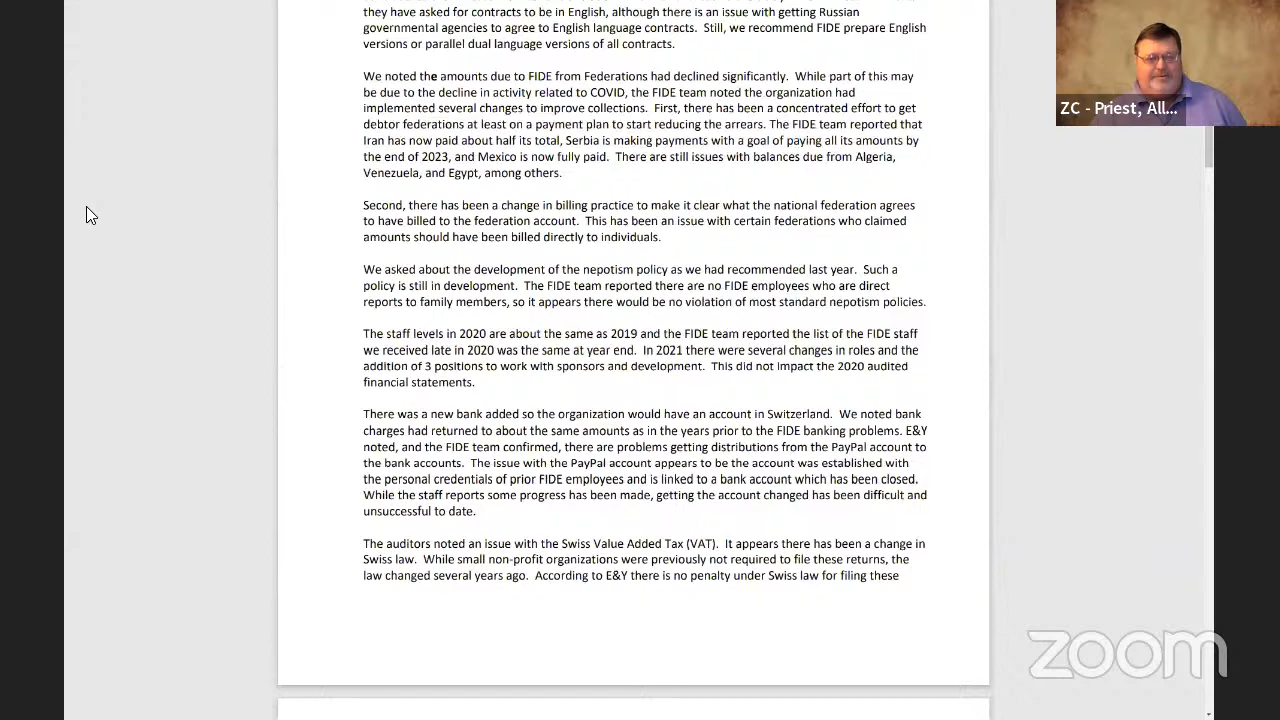 they have asked for contracts to be in English, although there is an issue with getting Russian
governmental agencies to agree to English language contracts. Still, we recommend FIDE prepare English
versions or parallel dual language versions of all contracts.
We noted the amounts due to FIDE from Federations had declined significantly. While part of this may
be due to the decline in activity related to COVID, the FIDE team noted the organization had
implemented several changes to improve collections. First, there has been a concentrated effort to get
debtor federations at least on a payment plan to start reducing the arrears. The FIDE team reported that
Iran has now paid about half its total, Serbia is making payments with a goal of paying all its amounts by
the end of 2023, and Mexico is now fully paid. There are still issues with balances due from Algeria,
Venezuela, and Egypt, among others.
Second, there has been a change in billing practice to make it clear what the national federation agrees
to have billed to the federation account. This has been an issue with certain federations who claimed
amounts should have been billed directly to individuals.
We asked about the development of the nepotism policy as we had recommended last year. Such a
policy is still in development. The FIDE team reported there are no FIDE employees who are direct
reports to family members, so it appears there would be no violation of most standard nepotism policies.
The staff levels in 2020 are about the same as 2019 and the FIDE team reported the list of the FIDE staff
we received late in 2020 was the same at year end. In 2021 there were several changes in roles and the
addition of 3 positions to work with sponsors and development. This did not impact the 2020 audited
financial statements.
There was a new bank added so the organization would have an account in Switzerland. We noted bank
charges had returned to about the same amounts as in the years prior to the FIDE banking problems. E&Y
noted, and the FIDE team confirmed, there are problems getting distributions from the PayPal account to
the bank accounts. The issue with the PayPal account appears to be the account was established with
the personal credentials of prior FIDE employees and is linked to a bank account which has been closed.
While the staff reports some progress has been made, getting the account changed has been difficult and
unsuccessful to date.
The auditors noted an issue with the Swiss Value Added Tax (VAT). It appears there has been a change in
Swiss law. While small non-profit organizations were previously not required to file these returns, the
law changed several years ago. According to E&Y there is no penalty under Swiss law for filing these
ZC - Priest, All...
zoom